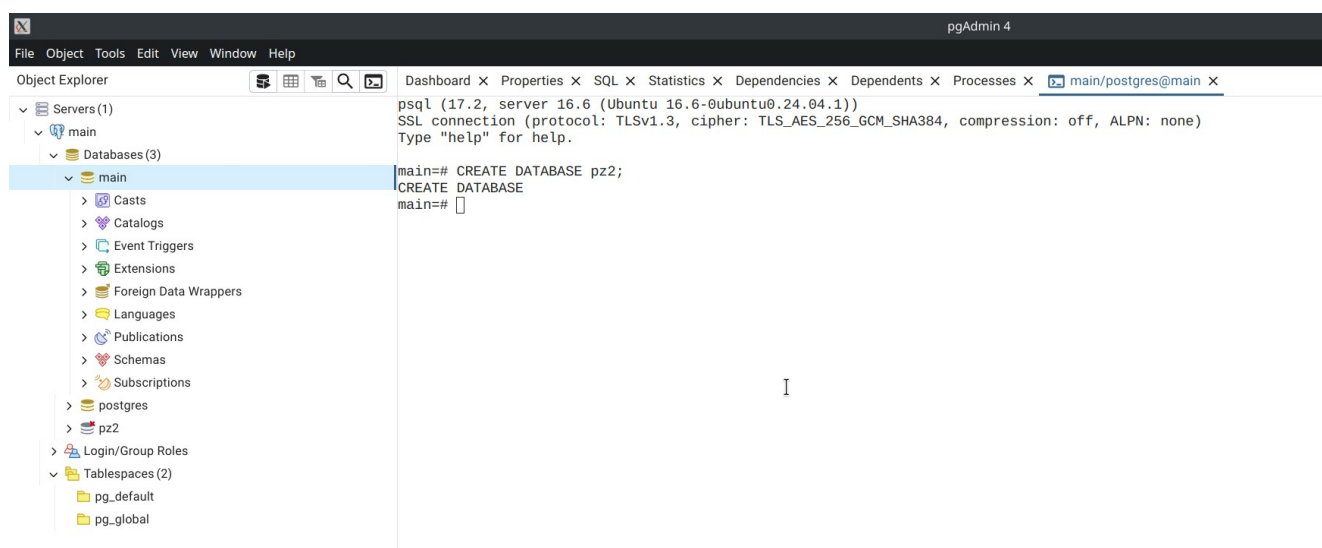 pgAdmin 4
File Object Tools Edit View Window Help
Object Explorer
Dashboard Properties SQL Statistics Dependencies Dependents Processes main/postgres@main
Servers (1)
main
Databases (3)
main
Casts
Catalogs
Event Triggers
Extensions
Foreign Data Wrappers
Languages
Publications
Schemas
Subscriptions
postgres
pz2
Login/Group Roles
Tablespaces (2)
pg_default
pg_global
psql (17.2, server 16.6 (Ubuntu 16.6-0ubuntu0.24.04.1))
SSL connection (protocol: TLSv1.3, cipher: TLS_AES_256_GCM_SHA384, compression: off, ALPN: none)
Type "help" for help.
main=# CREATE DATABASE pz2;
CREATE DATABASE
main=#